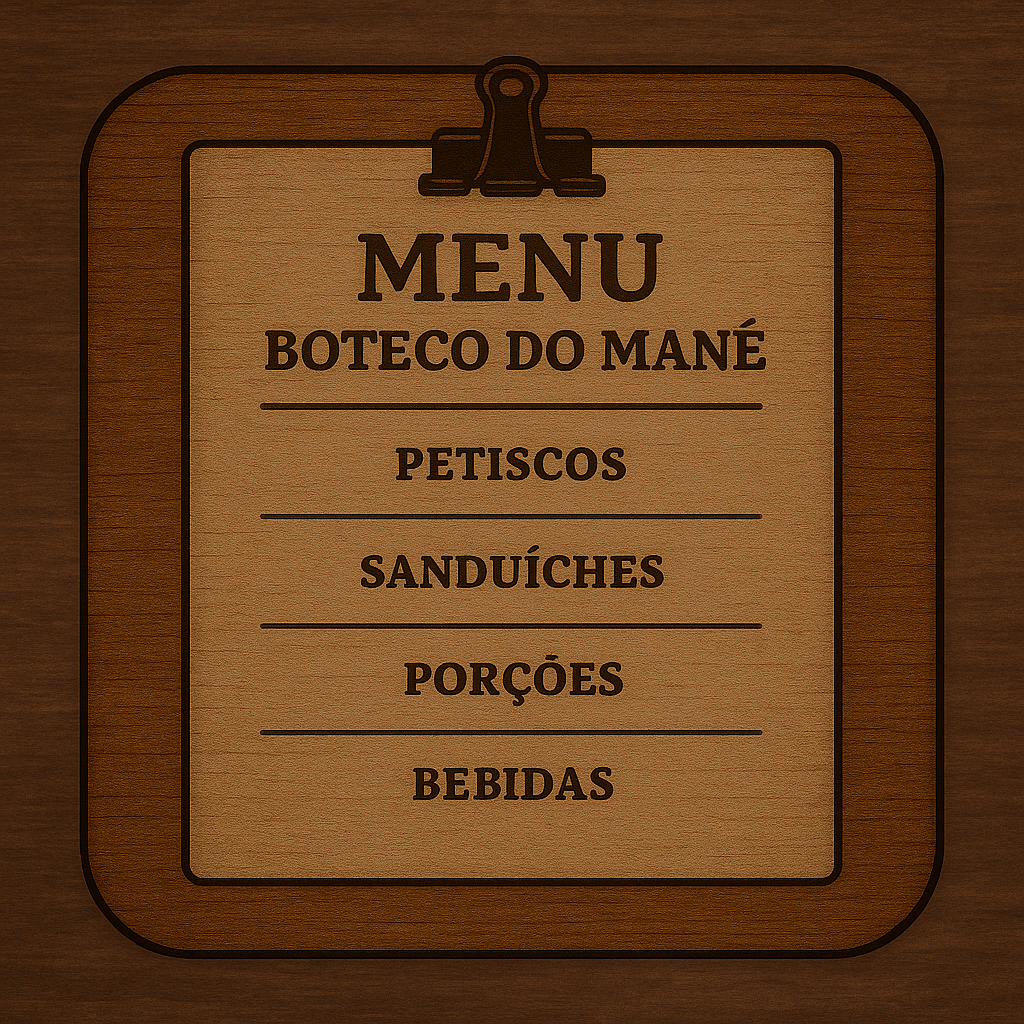 MENU
BOTECO DO MANÉ
PETISCOS
SANDUÍCHES
PORÇÕES
BEBIDAS